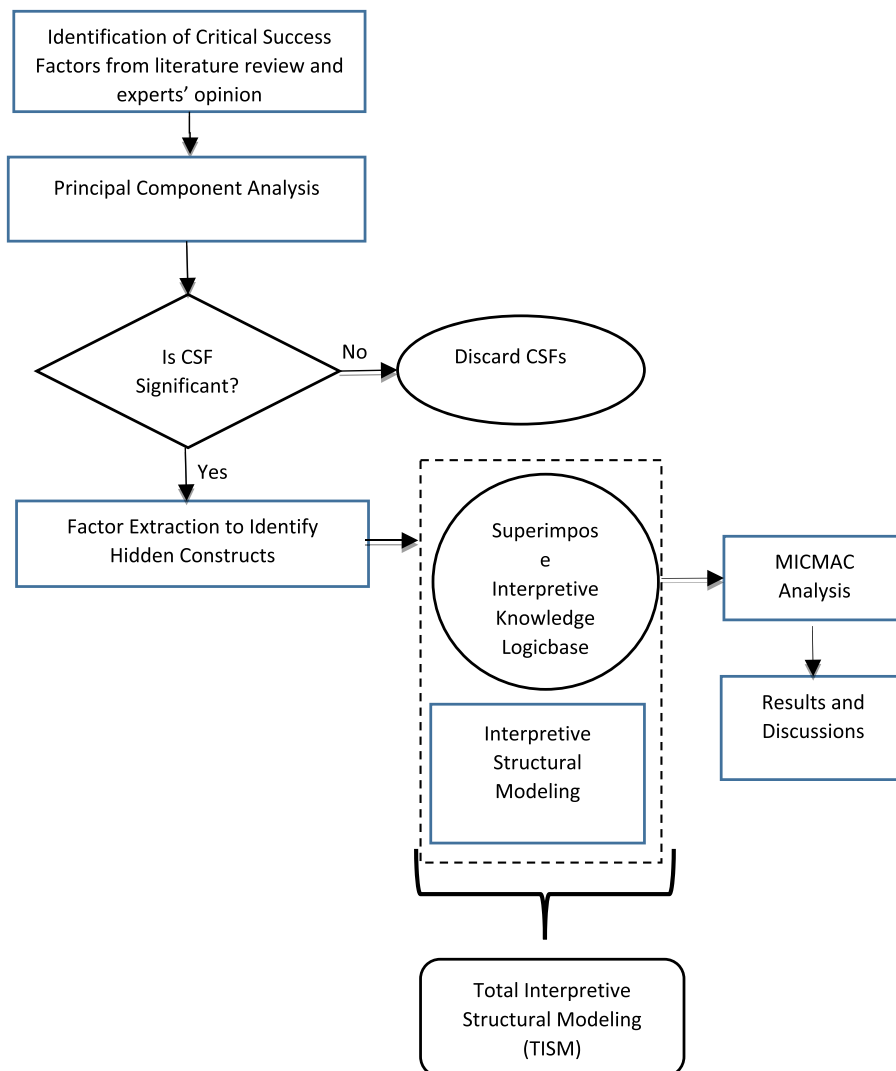 Identification of Critical Success
Factors from literature review and
experts’ opinion
Principal Component Analysis
Is CSF
Significant?
No
Discard CSFs
Yes
Factor Extraction to Identify
Hidden Constructs
Superimpos
e
Interpretive
Knowledge
Logicbase
MICMAC
Analysis
Results and
Discussions
Interpretive
Structural
Modeling
Total Interpretive
Structural Modeling
(TISM)